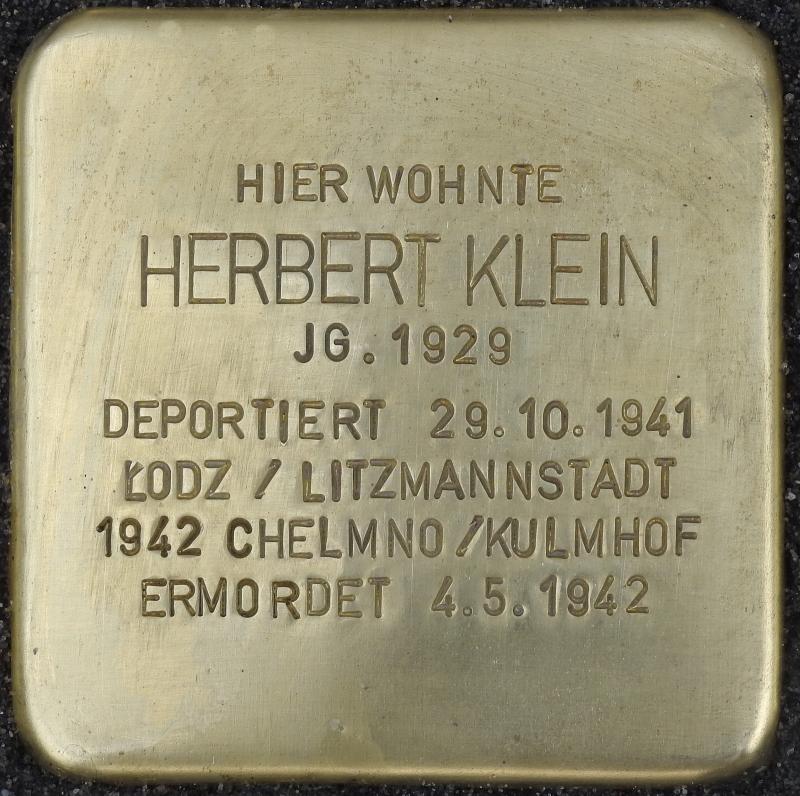 HIER WOHNTE
HERBERT KLEIN
JG. 1929
DEPORTIERT 29.10.1941
ŁODZ / LITZMANNSTADT
1942 CHELMNO / KULMHOF
ERMORDET 4.5.1942